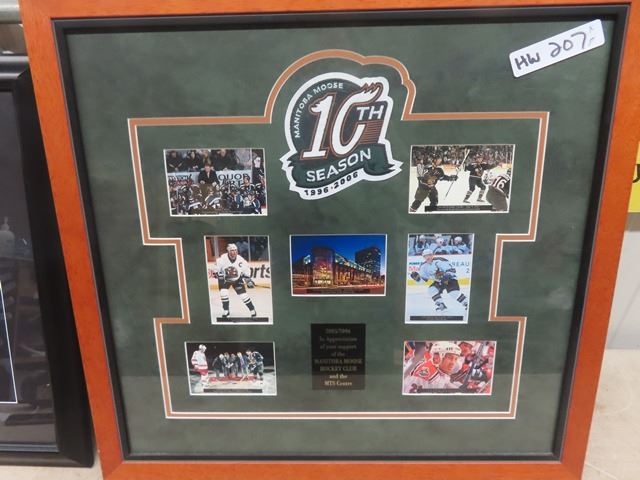 HW 207
MANITOBA MOOSE
10TH
SEASON
1996-2006
2005/2006
In Appreciation
of your support
of the
MANITOBA MOOSE
HOCKEY CLUB
and the
MTS Centre